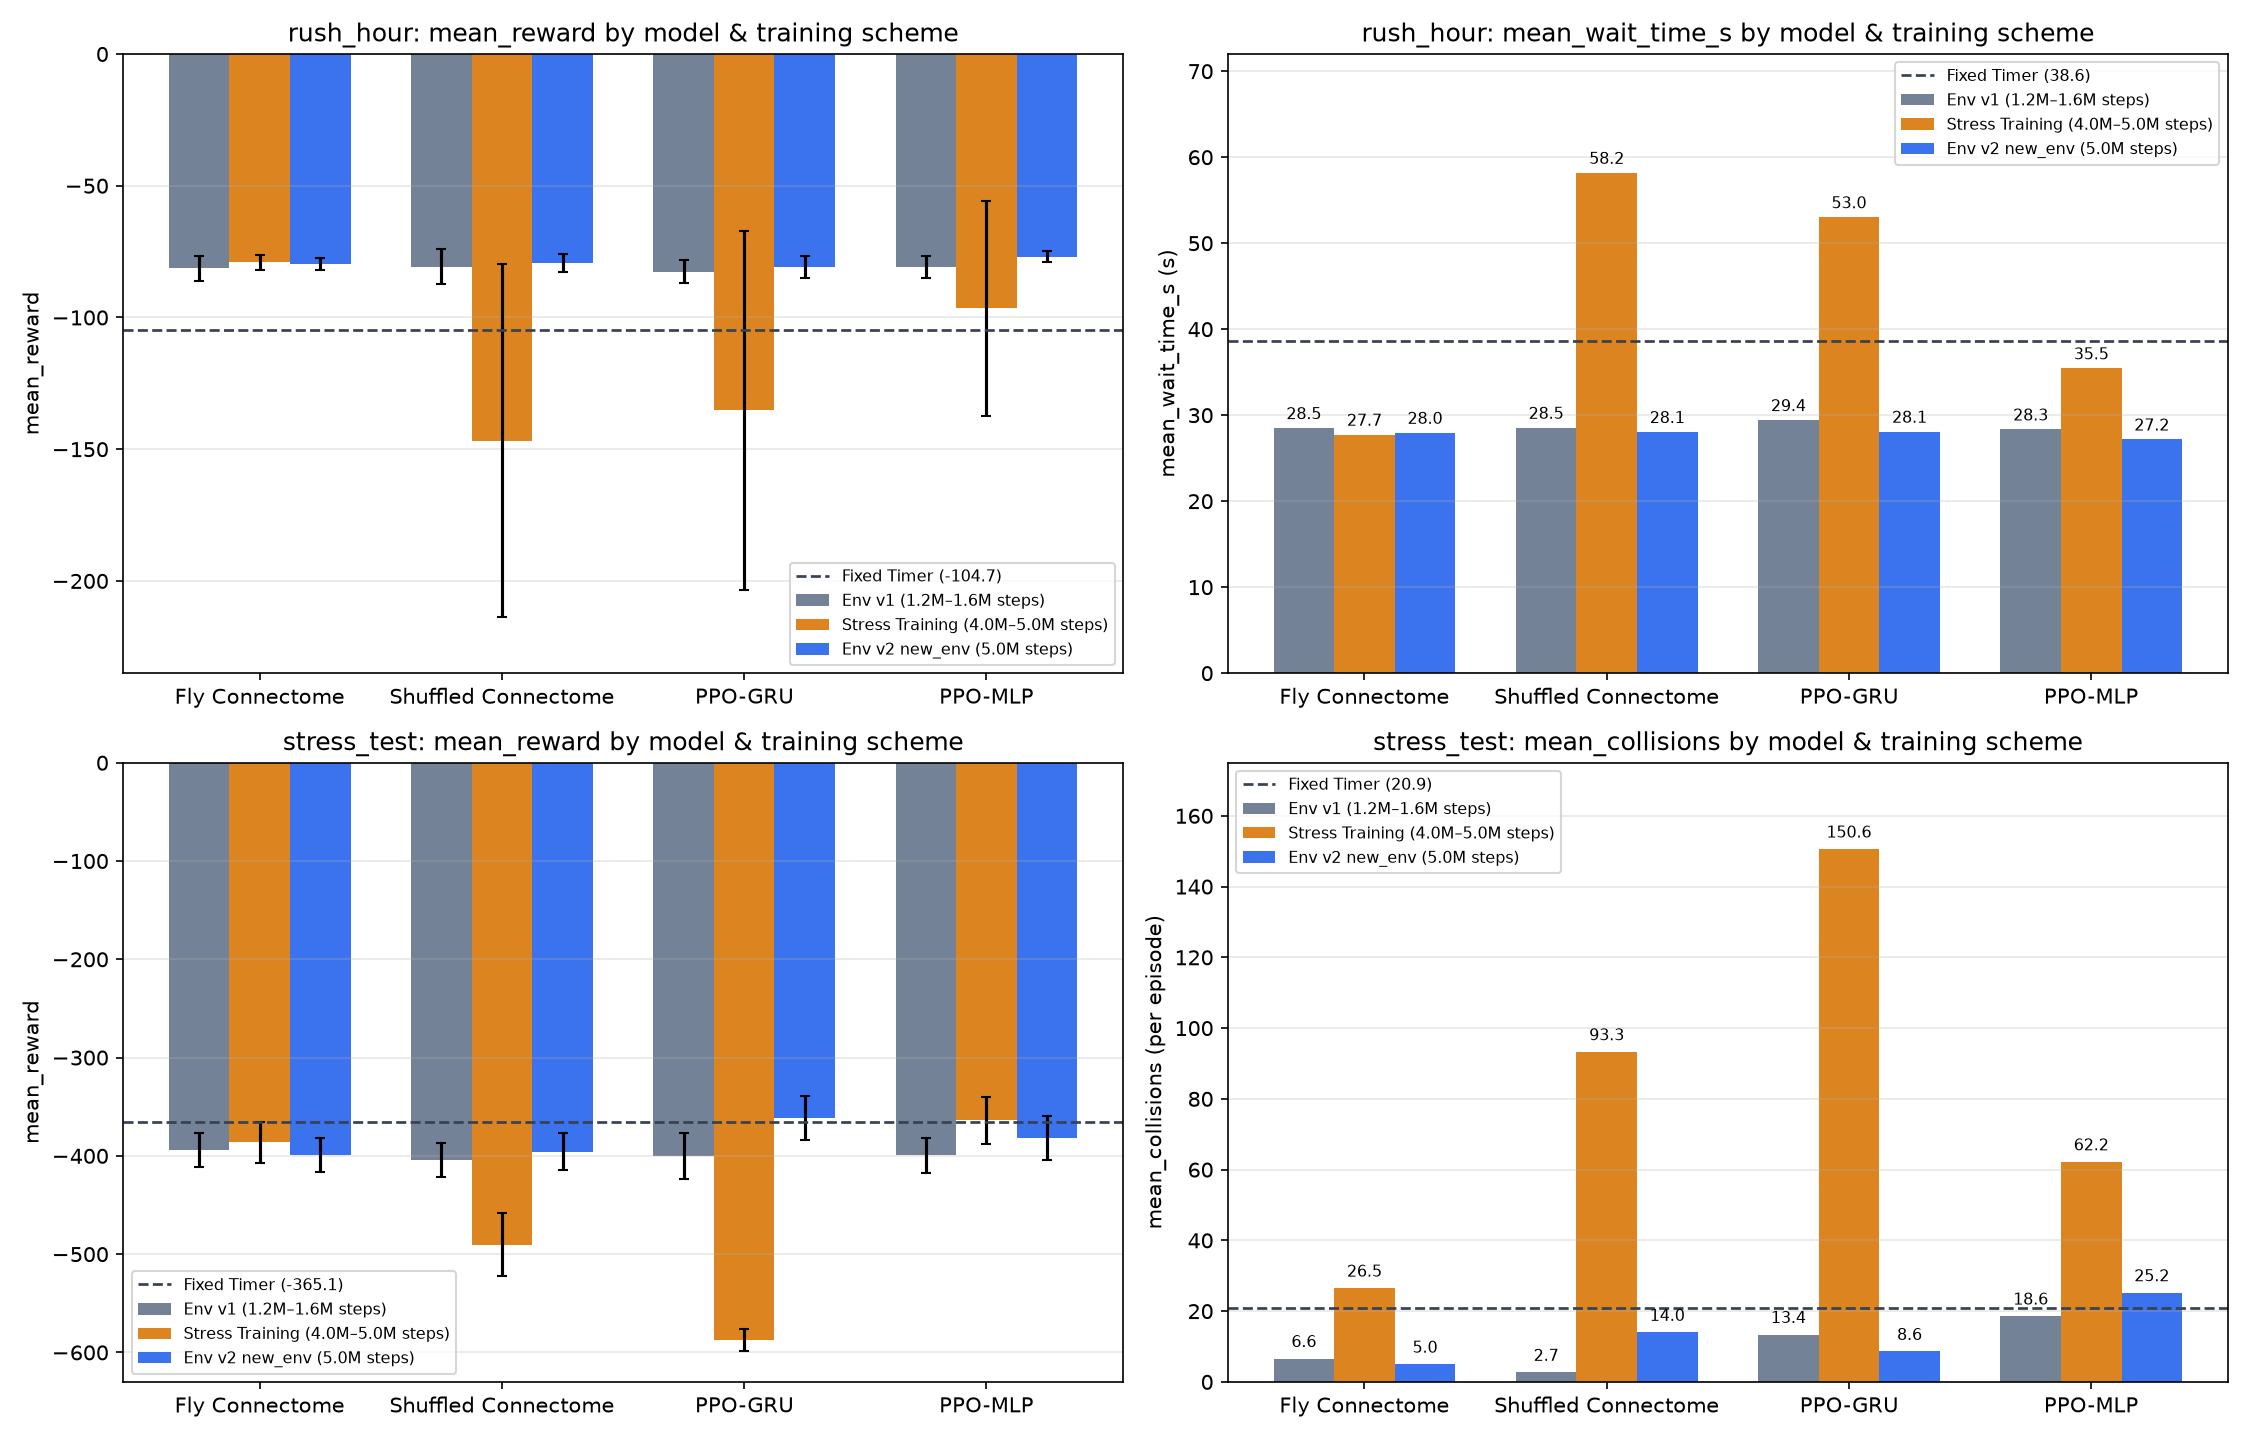 rush_hour: mean_reward by model & training scheme
mean_reward
0
−50
−100
−150
−200
Fixed Timer (-104.7)
Env v1 (1.2M–1.6M steps)
Stress Training (4.0M–5.0M steps)
Env v2 new_env (5.0M steps)
Fly Connectome
Shuffled Connectome
PPO-GRU
PPO-MLP
rush_hour: mean_wait_time_s by model & training scheme
mean_wait_time_s (s)
70
60
50
40
30
20
10
0
Fixed Timer (38.6)
Env v1 (1.2M–1.6M steps)
Stress Training (4.0M–5.0M steps)
Env v2 new_env (5.0M steps)
28.5
27.7
28.0
28.5
58.2
28.1
29.4
53.0
28.1
28.3
35.5
27.2
Fly Connectome
Shuffled Connectome
PPO-GRU
PPO-MLP
stress_test: mean_reward by model & training scheme
mean_reward
0
−100
−200
−300
−400
−500
−600
Fixed Timer (-365.1)
Env v1 (1.2M–1.6M steps)
Stress Training (4.0M–5.0M steps)
Env v2 new_env (5.0M steps)
Fly Connectome
Shuffled Connectome
PPO-GRU
PPO-MLP
stress_test: mean_collisions by model & training scheme
mean_collisions (per episode)
160
140
120
100
80
60
40
20
0
Fixed Timer (20.9)
Env v1 (1.2M–1.6M steps)
Stress Training (4.0M–5.0M steps)
Env v2 new_env (5.0M steps)
6.6
26.5
5.0
2.7
93.3
14.0
13.4
150.6
8.6
18.6
62.2
25.2
Fly Connectome
Shuffled Connectome
PPO-GRU
PPO-MLP